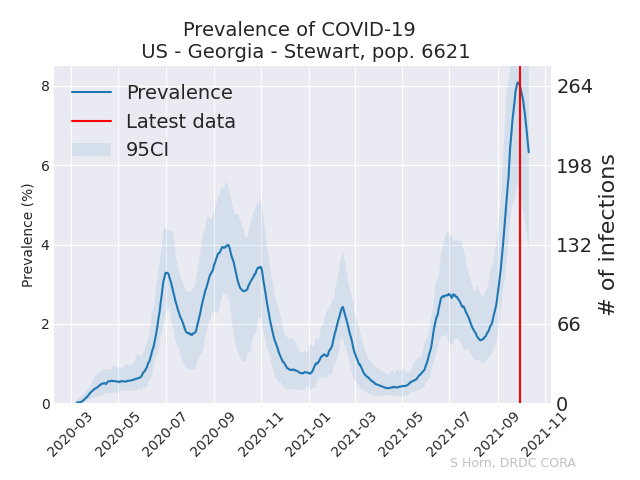 Prevalence of COVID-19
US - Georgia - Stewart, pop. 6621
Prevalence
Latest data
95CI
Prevalence (%)
8
6
4
2
0
264
198
132
66
0
# of infections
2020-03
2020-05
2020-07
2020-09
2020-11
2021-01
2021-03
2021-05
2021-07
2021-09
2021-11
S Horn, DRDC CORA